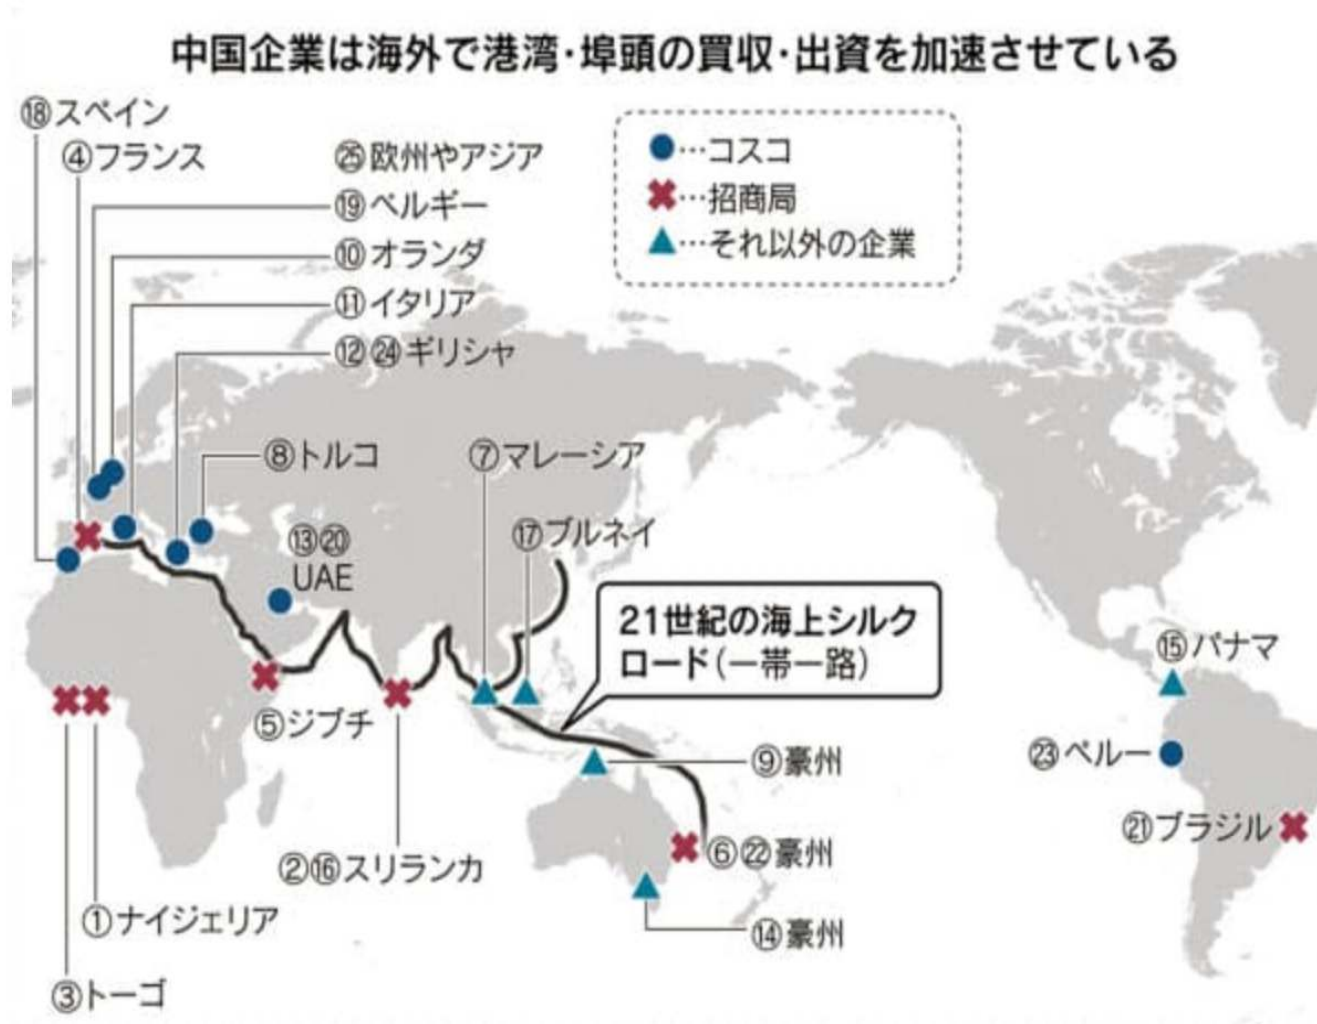 中国企業は海外で港湾・埠頭の買収・出資を加速させている
⑱スペイン
④フランス
㉕欧州やアジア
⑲ベルギー
⑩オランダ
⑪イタリア
⑫㉔ギリシャ
●…コスコ
✖…招商局
▲…それ以外の企業
⑧トルコ
⑦マレーシア
⑬⑳
UAE
⑰ブルネイ
21世紀の海上シルク
ロード(一帯一路)
⑮パナマ
⑤ジブチ
⑨豪州
㉓ペルー
㉑ブラジル
②⑯スリランカ
⑥㉒豪州
①ナイジェリア
⑭豪州
③トーゴ